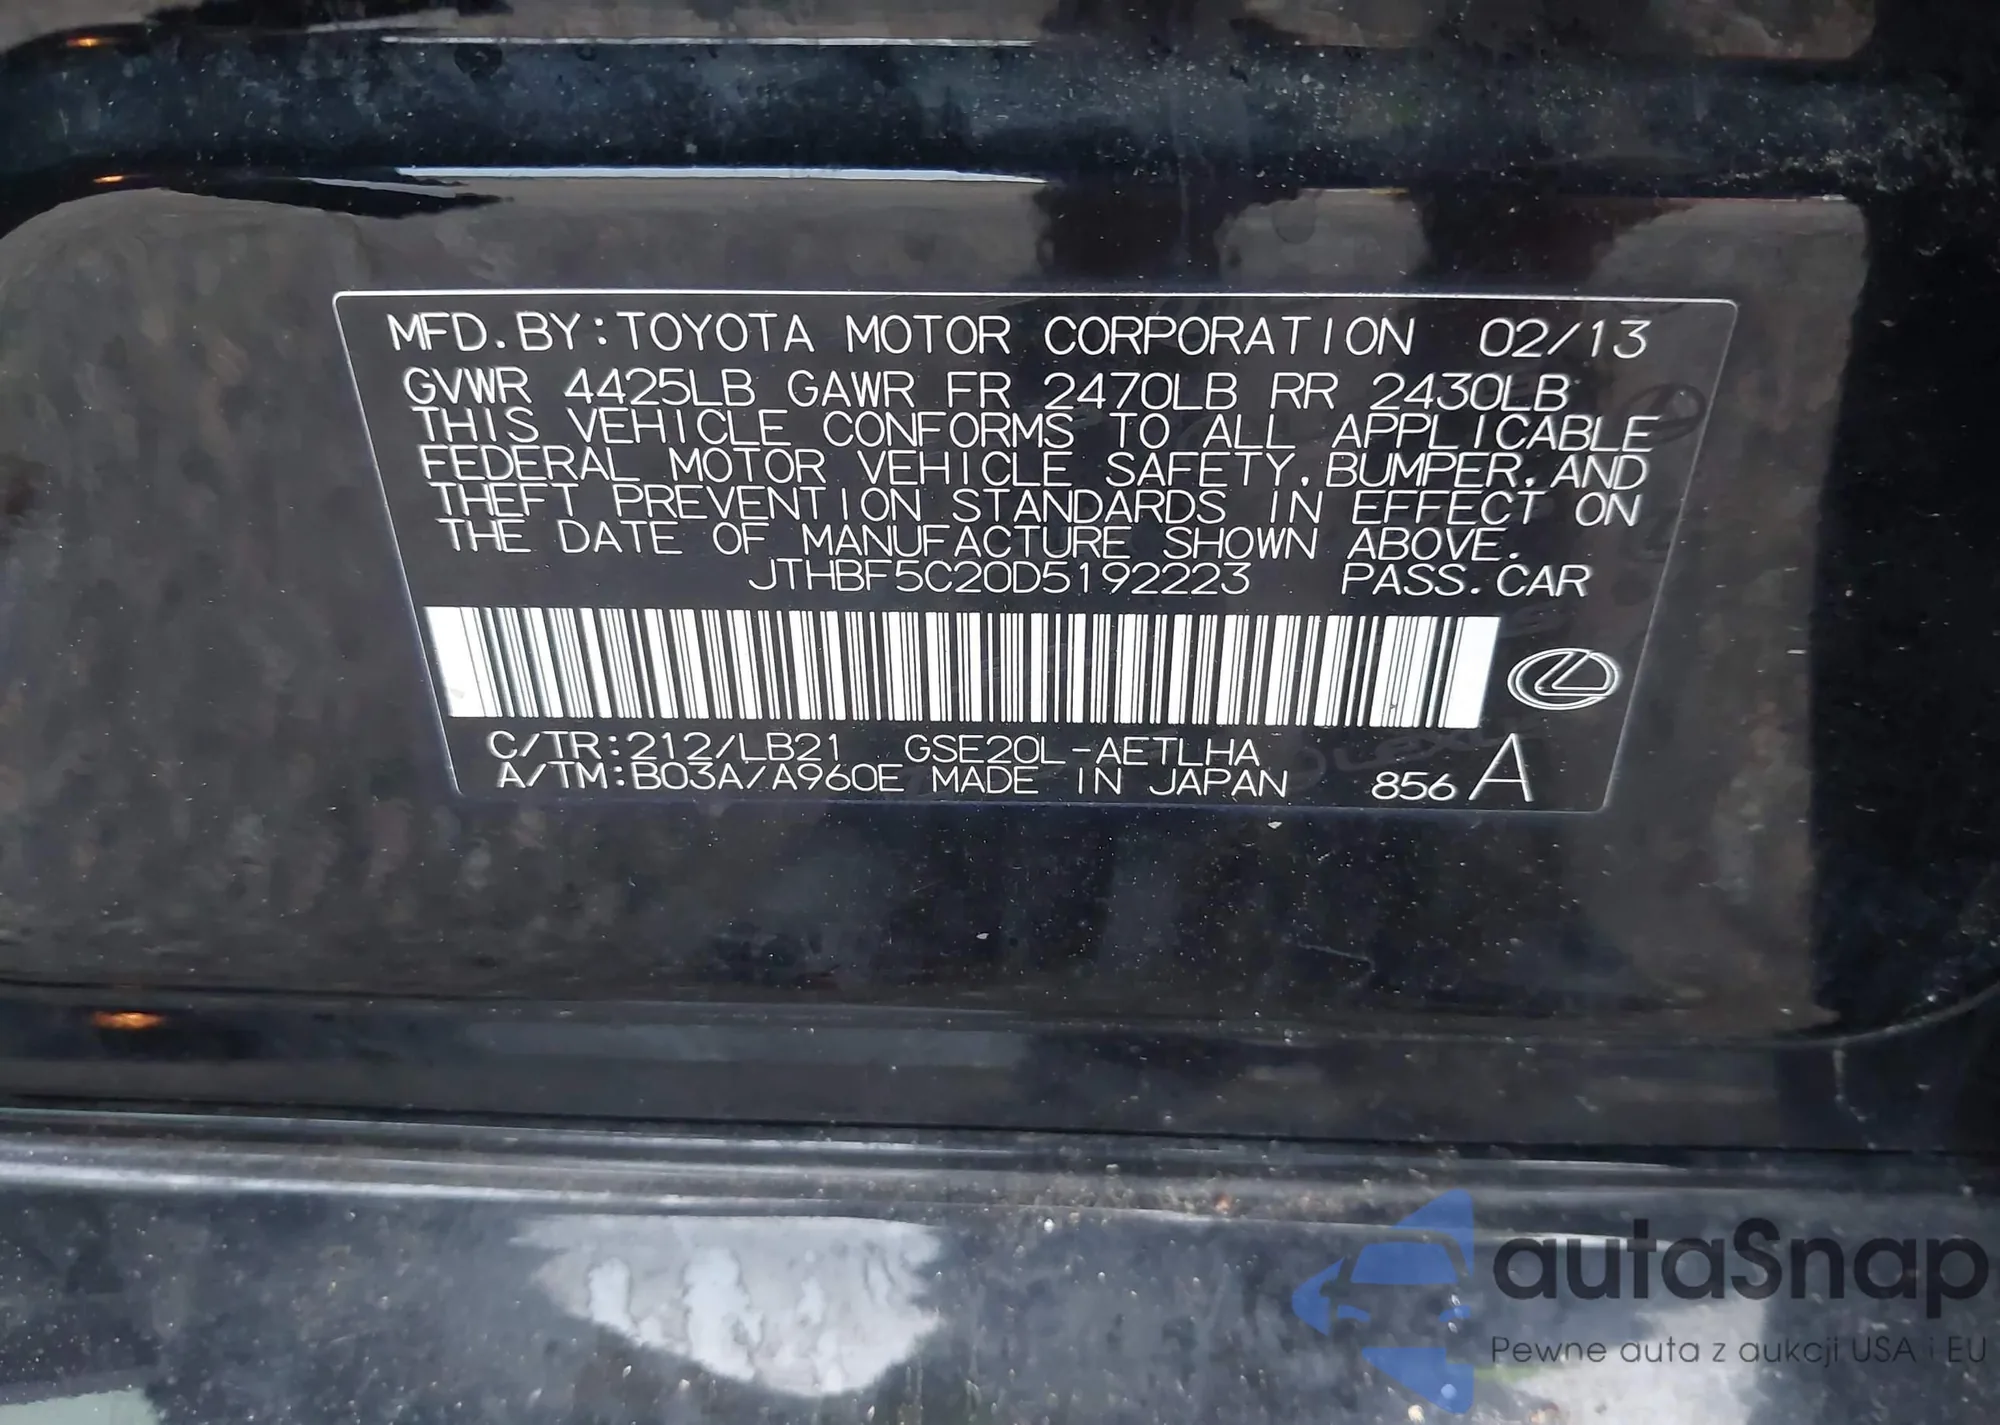 MFD.BY:TOYOTA MOTOR CORPORATION 02/13
GVWR 4425LB GAWR FR 2470LB RR 2430LB
THIS VEHICLE CONFORMS TO ALL APPLICABLE
FEDERAL MOTOR VEHICLE SAFETY, BUMPER, AND
THEFT PREVENTION STANDARDS IN EFFECT ON
THE DATE OF MANUFACTURE SHOWN ABOVE.
JTHBF5C20D5192223 PASS.CAR
C/TR:212/LB21 GSE20L-AETLHA
A/TM:B03A/A960E MADE IN JAPAN 856 A
autaSnap
Pewne auta z aukcji USA i EU